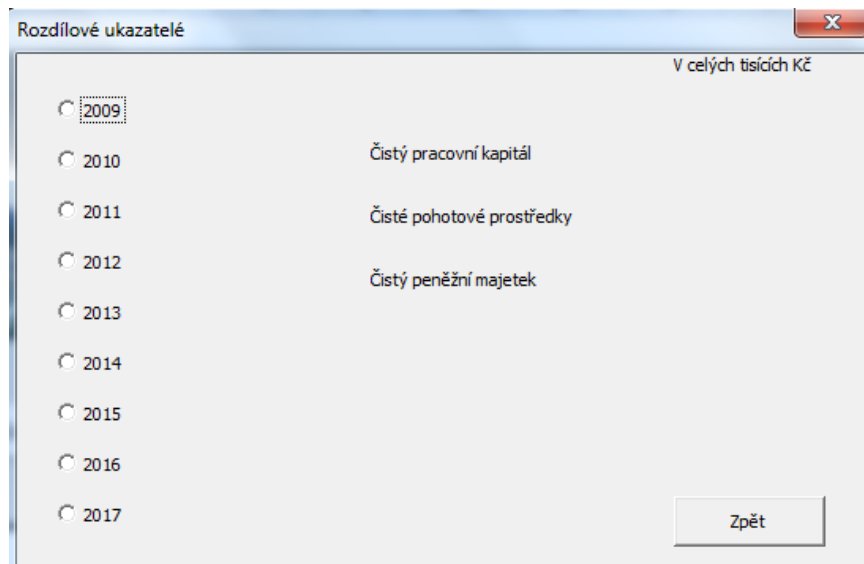 Rozdílové ukazatelé
V celých tisících Kč
2009
2010
2011
2012
2013
2014
2015
2016
2017
Čistý pracovní kapitál
Čisté pohotové prostředky
Čistý peněžní majetek
Zpět